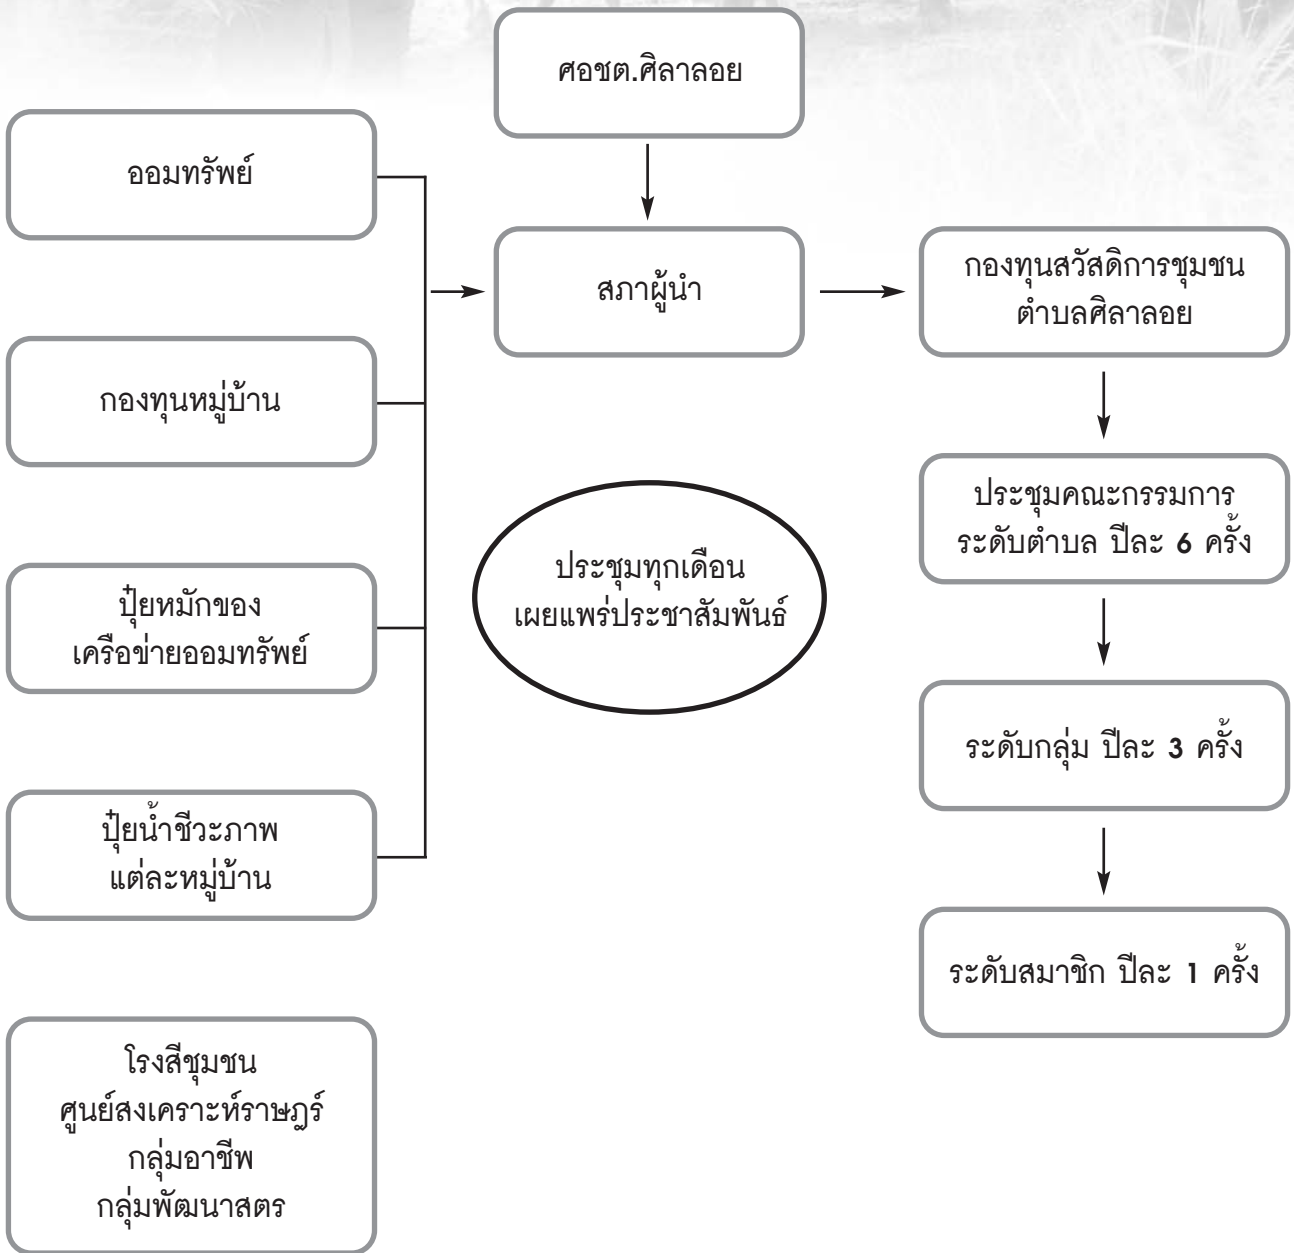 ศอชต.ศิลาลอย
ออมทรัพย์
สภาผู้นำ
กองทุนสวัสดิการชุมชน
ตำบลศิลาลอย
กองทุนหมู่บ้าน
ประชุมคณะกรรมการ
ระดับตำบล ปีละ 6 ครั้ง
ประชุมทุกเดือน
เผยแพร่ประชาสัมพันธ์
ปุ๋ยหมักของ
เครือข่ายออมทรัพย์
ระดับกลุ่ม ปีละ 3 ครั้ง
ปุ๋ยน้ำชีวะภาพ
แต่ละหมู่บ้าน
ระดับสมาชิก ปีละ 1 ครั้ง
โรงสีชุมชน
ศูนย์สงเคราะห์ราษฎร์
กลุ่มอาชีพ
กลุ่มพัฒนาสตร